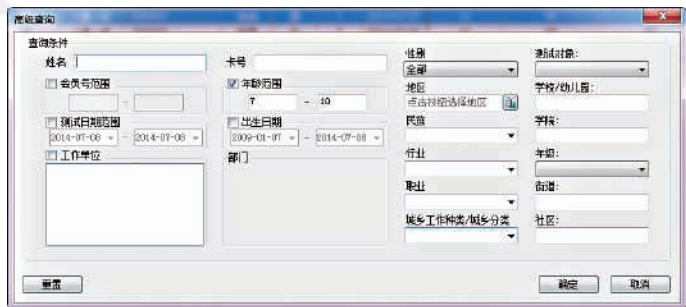 高级查询
查询条件
姓名
卡号
性别
测试对象:
全部
会员号范围
年龄范围
地区
学校/幼儿园:
-
7 - 10
点击按钮选择地区
测试日期范围
出生日期
民族
学院:
2014-07-08 - 2014-07-08
2009-01-07 - 2014-07-08
工作单位
部门
行业
年级:
职业
街道:
城乡工作种类/城乡分类
社区:
重置
确定
取消